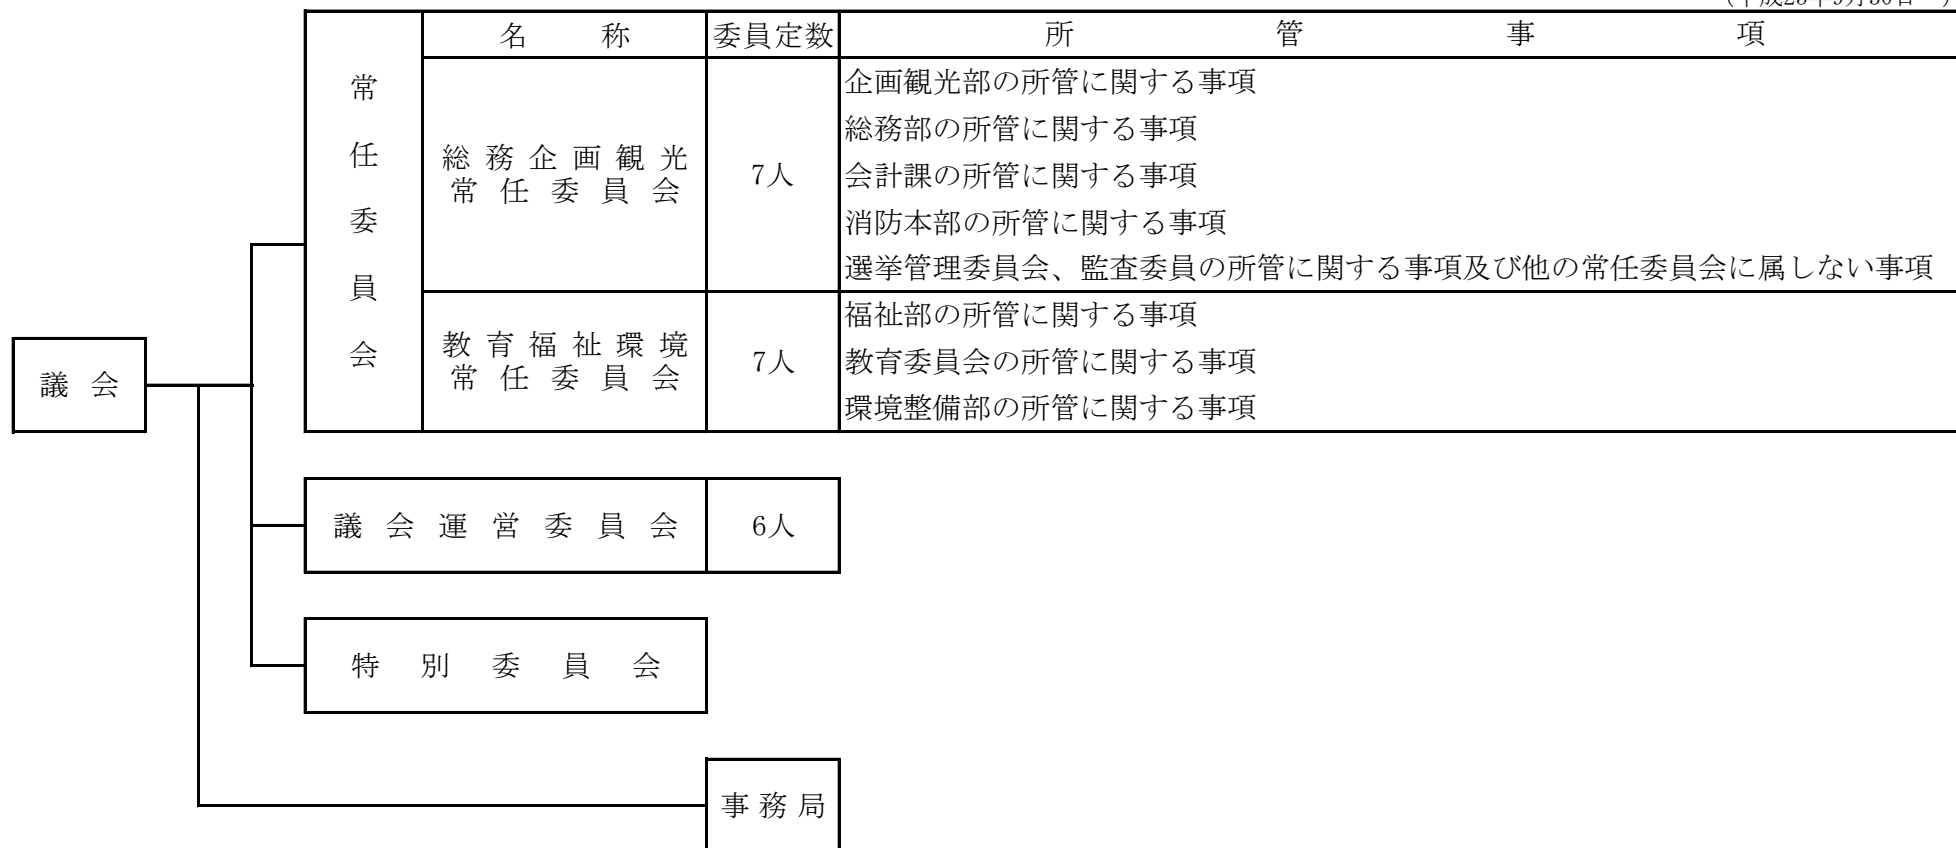 名称 委員定数 所管事項
常任委員会
総務企画観光
常任委員会
7人
企画観光部の所管に関する事項
総務部の所管に関する事項
会計課の所管に関する事項
消防本部の所管に関する事項
選挙管理委員会、監査委員の所管に関する事項及び他の常任委員会に属しない事項
教育福祉環境
常任委員会
7人
福祉部の所管に関する事項
教育委員会の所管に関する事項
環境整備部の所管に関する事項
議会
議会運営委員会 6人
特別委員会
事務局